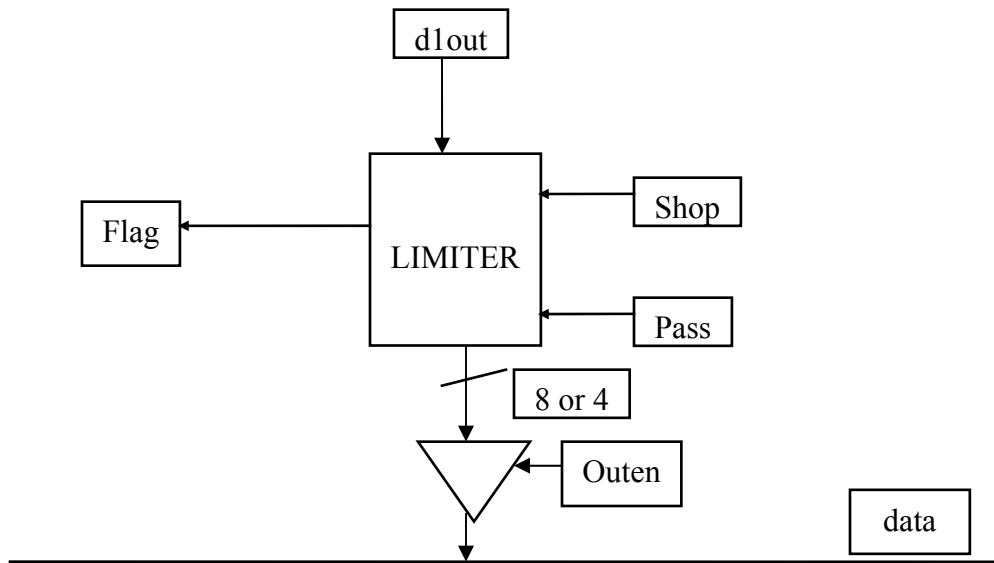 d1out
Shop
Flag
LIMITER
Pass
8 or 4
Outen
data